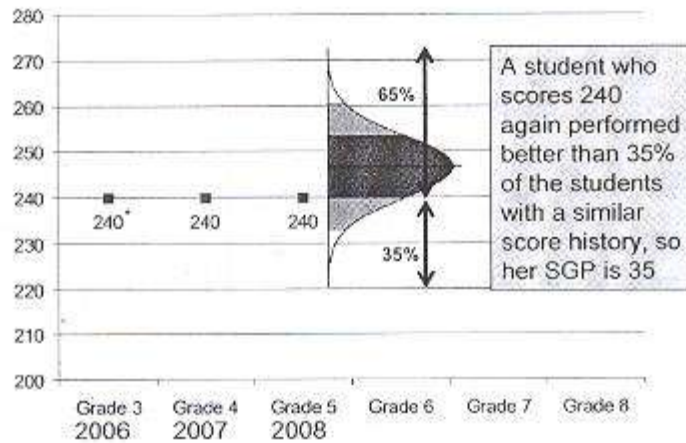 280
270
260
250
240
230
220
210
200
65%
35%
240*
240
240
A student who
scores 240
again performed
better than 35%
of the students
with a similar
score history, so
her SGP is 35
Grade 3
Grade 4
Grade 5
Grade 6
Grade 7
Grade 8
2006
2007
2008